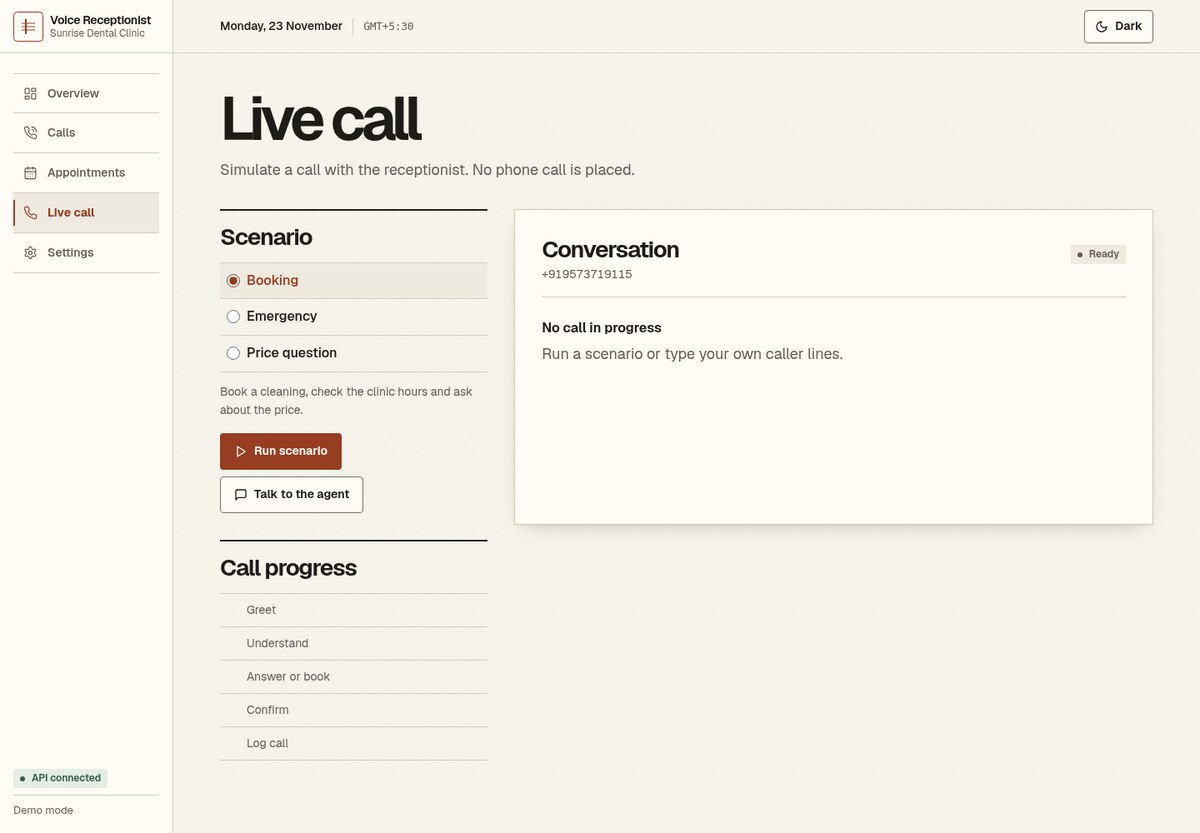 Voice Receptionist
Sunrise Dental Clinic
Monday, 23 November
GMT+5:30
Dark
Overview
Calls
Appointments
Live call
Settings
API connected
Demo mode
Live call
Simulate a call with the receptionist. No phone call is placed.
Scenario
Booking
Emergency
Price question
Book a cleaning, check the clinic hours and ask
about the price.
Run scenario
Talk to the agent
Call progress
Greet
Understand
Answer or book
Confirm
Log call
Conversation
+919573719115
Ready
No call in progress
Run a scenario or type your own caller lines.